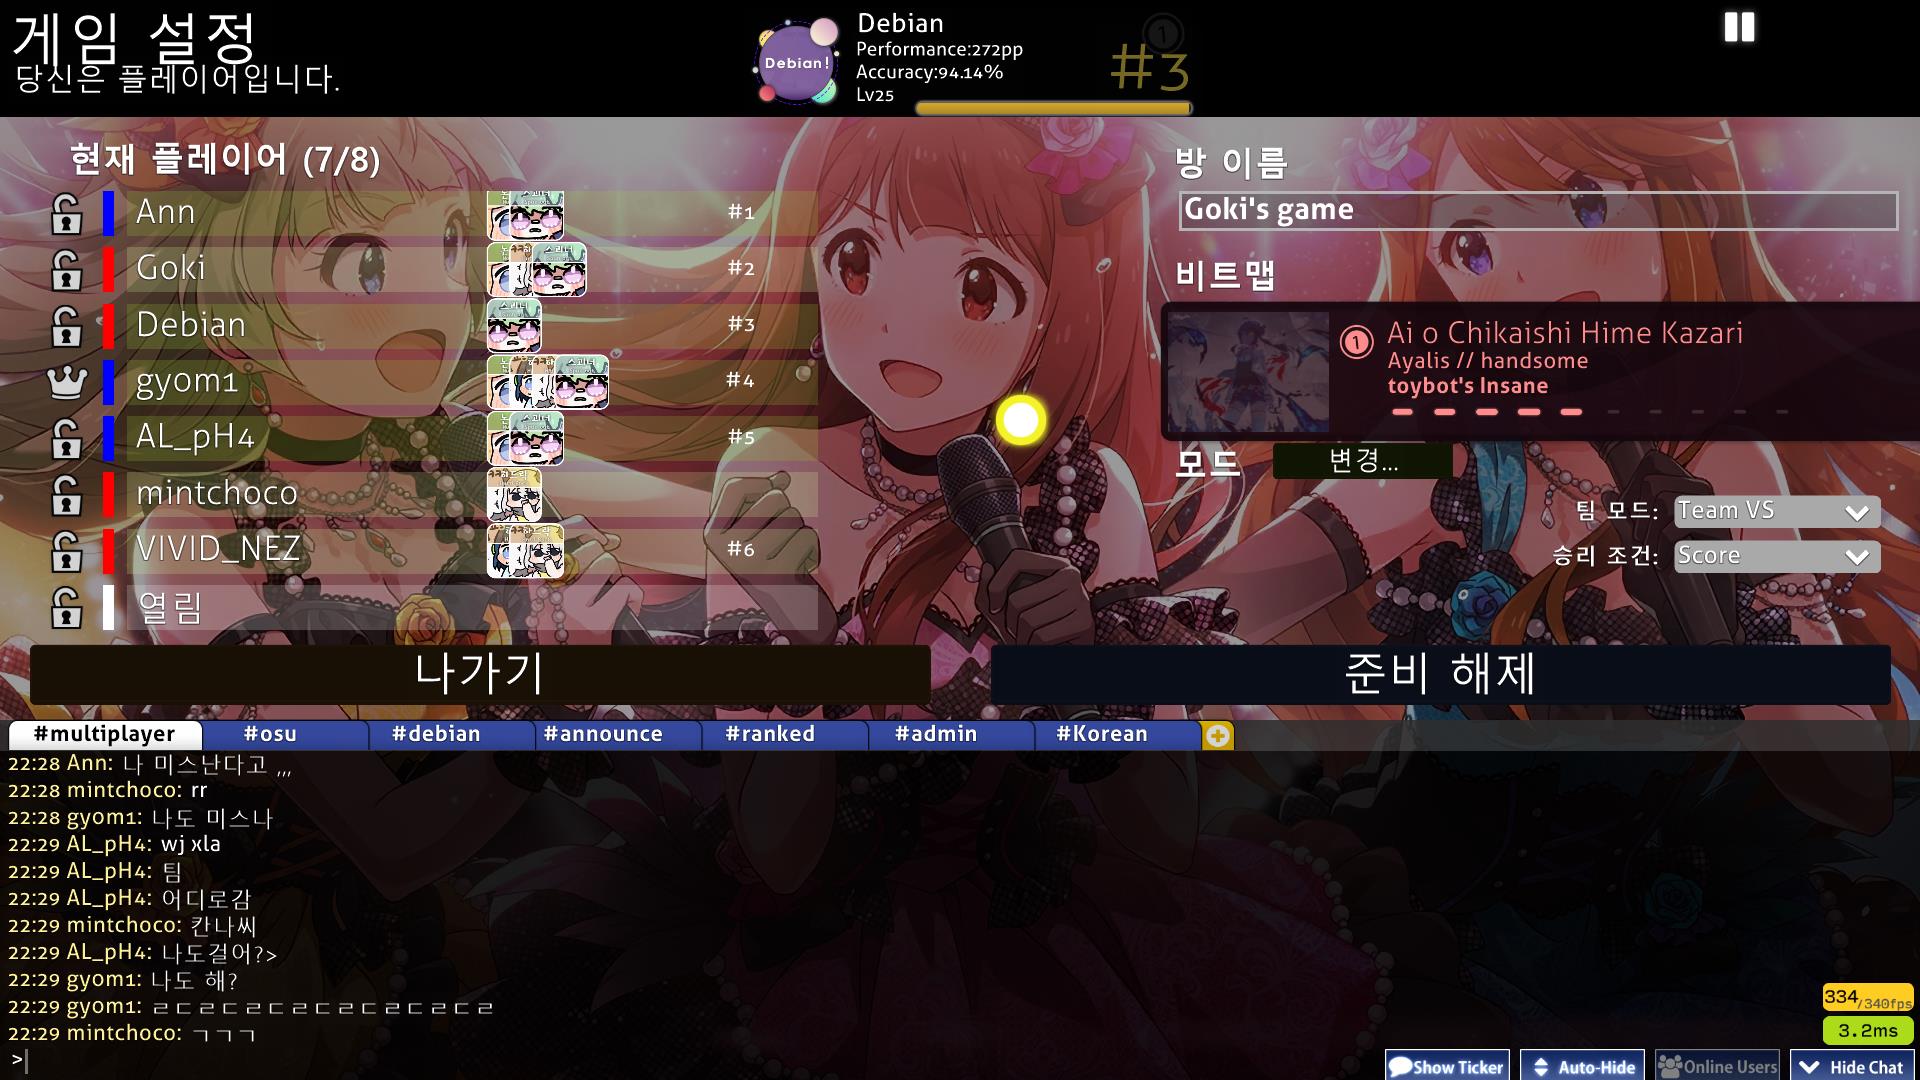 게임 설정
당신은 플레이어입니다.
Debian!
Debian
Performance:272pp
Accuracy:94.14%
Lv25
#3
1
현재 플레이어 (7/8)
Ann
#1
Goki
#2
Debian
#3
gyom1
#4
AL_pH4
#5
mintchoco
VIVID_NEZ
#6
열림
방 이름
Goki's game
비트맵
1
Ai o Chikaishi Hime Kazari
Ayalis // handsome
toybot's Insane
모드
변경...
팀 모드:
Team VS
승리 조건:
Score
나가기
준비 해제
#multiplayer
#osu
#debian
#announce
#ranked
#admin
#Korean
22:28 Ann: 나 미스난다고 ,,,
22:28 mintchoco: rr
22:28 gyom1: 나도 미스나
22:29 AL_pH4: wj xla
22:29 AL_pH4: 팀
22:29 AL_pH4: 어디로감
22:29 mintchoco: 칸나씨
22:29 AL_pH4: 나도걸어?>
22:29 gyom1: 나도 해?
22:29 gyom1: ㄹㄷㄹㄷㄹㄷㄹㄷㄹㄷㄹㄷㄹㄷㄹㄷ
22:29 mintchoco: ㄱㄱㄱ
>
334/340fps
3.2ms
Show Ticker
Auto-Hide
Online Users
Hide Chat